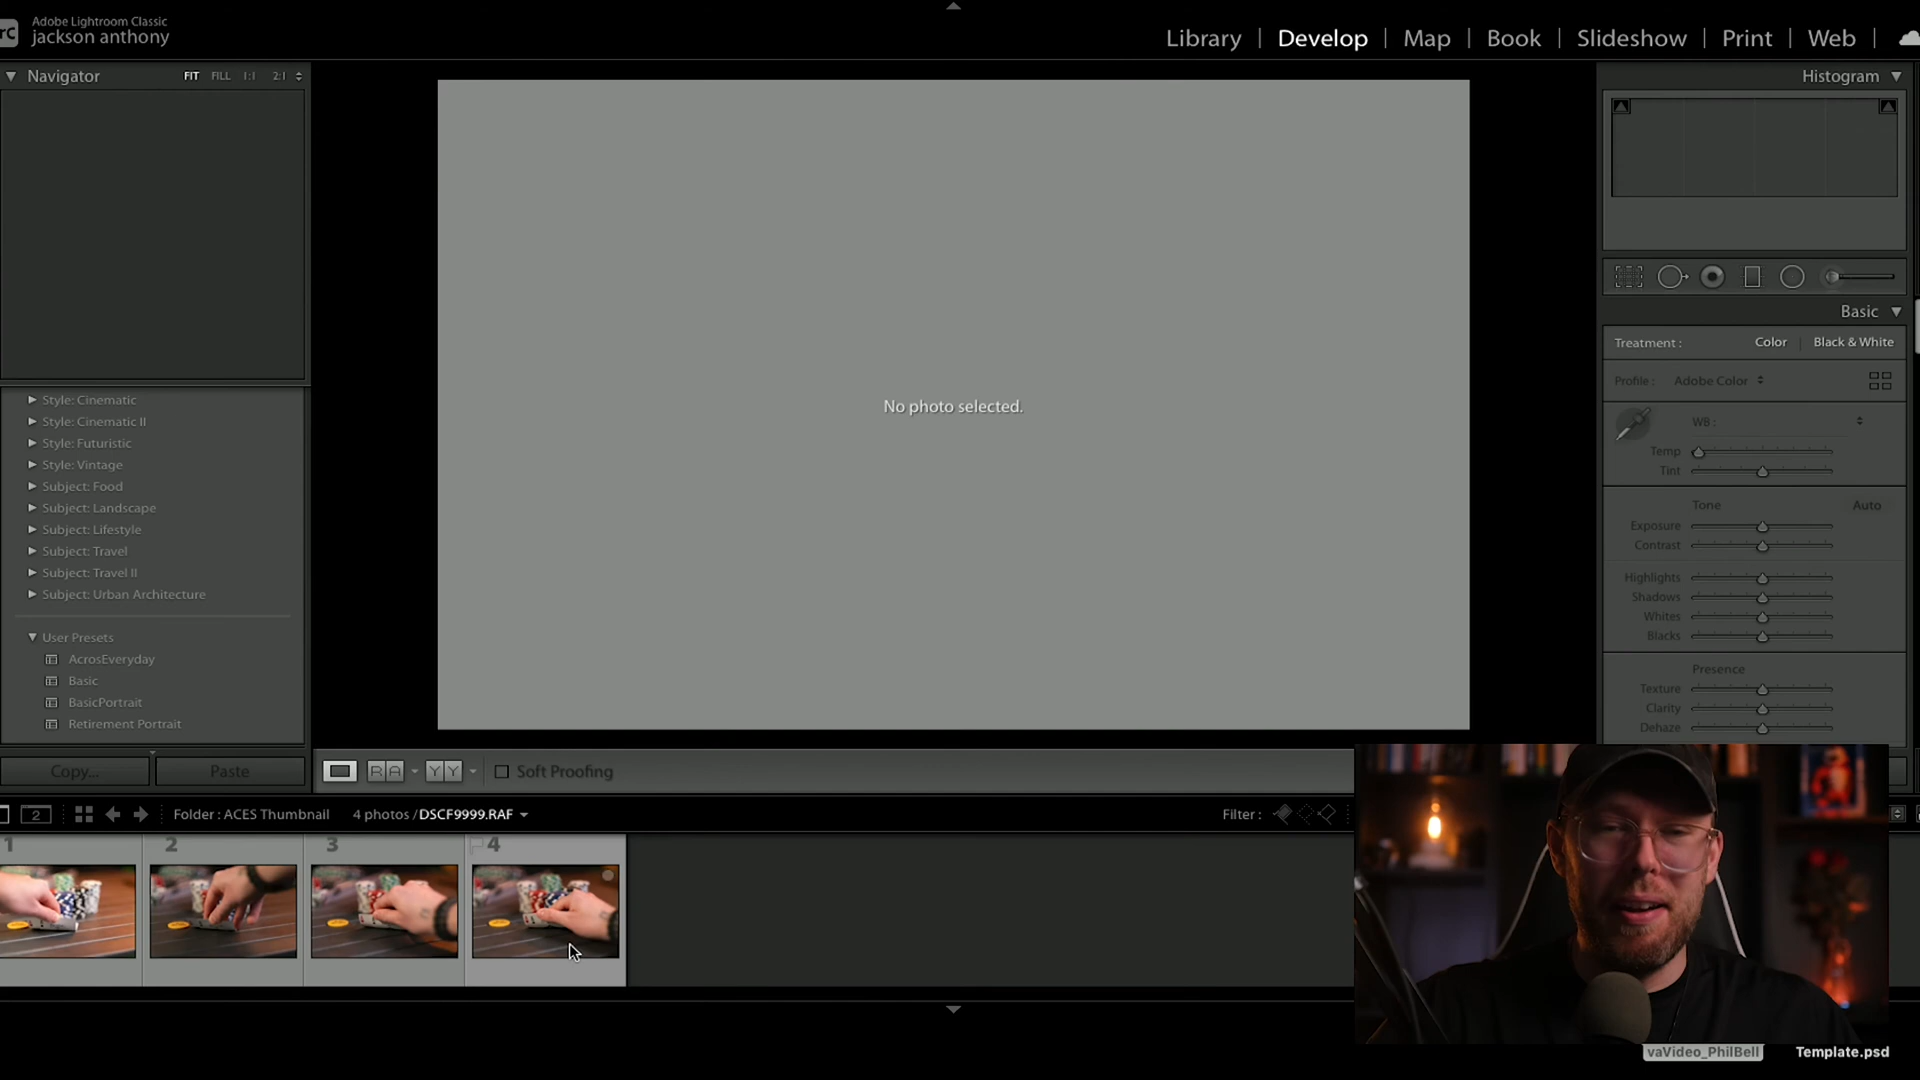 rC
Adobe Lightroom Classic
jackson anthony
Library | Develop | Map | Book | Slideshow | Print | Web
Navigator FIT FILL 1:1 2:1
Histogram
No photo selected.
Basic
Treatment : Color Black & White
Profile : Adobe Color
WB :
Temp
Tint
Tone Auto
Exposure
Contrast
Highlights
Shadows
Whites
Blacks
Presence
Texture
Clarity
Dehaze
Style: Cinematic
Style: Cinematic II
Style: Futuristic
Style: Vintage
Subject: Food
Subject: Landscape
Subject: Lifestyle
Subject: Travel
Subject: Travel II
Subject: Urban Architecture
User Presets
AcrosEveryday
Basic
BasicPortrait
Retirement Portrait
Copy... Paste
R A Y Y Soft Proofing
2 Folder : ACES Thumbnail 4 photos / DSCF9999.RAF Filter :
1 2 3 4
vaVideo_PhilBell Template.psd